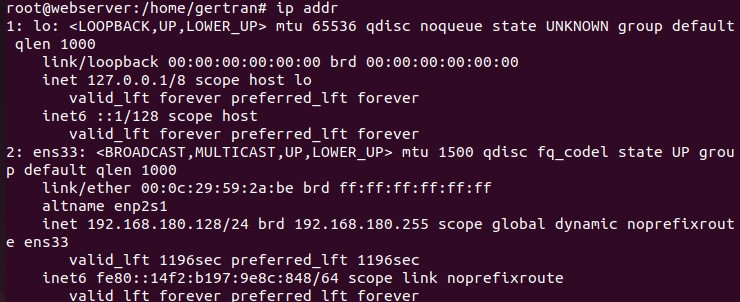 root@webserver:/home/gertran# ip addr
1: lo: <LOOPBACK,UP,LOWER_UP> mtu 65536 qdisc noqueue state UNKNOWN group default
 qlen 1000
    link/loopback 00:00:00:00:00:00 brd 00:00:00:00:00:00
    inet 127.0.0.1/8 scope host lo
       valid_lft forever preferred_lft forever
    inet6 ::1/128 scope host
       valid_lft forever preferred_lft forever
2: ens33: <BROADCAST,MULTICAST,UP,LOWER_UP> mtu 1500 qdisc fq_codel state UP grou
p default qlen 1000
    link/ether 00:0c:29:59:2a:be brd ff:ff:ff:ff:ff:ff
    altname enp2s1
    inet 192.168.180.128/24 brd 192.168.180.255 scope global dynamic noprefixrout
e ens33
       valid_lft 1196sec preferred_lft 1196sec
    inet6 fe80::14f2:b197:9e8c:848/64 scope link noprefixroute
       valid_lft forever preferred_lft forever